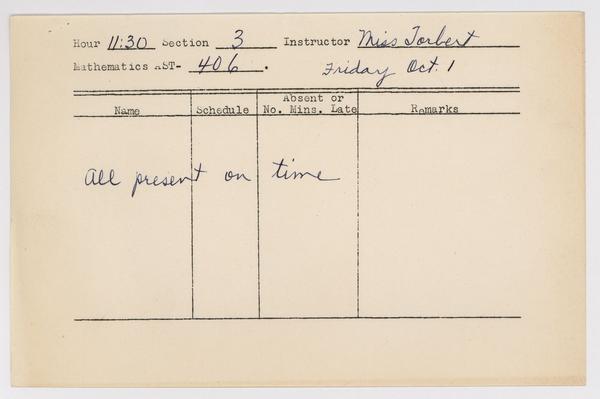 Hour 11:30 Section 3 Instructor Miss Torbert
Mathematics AST- 406.
Friday Oct. 1
Name Schedule Absent or No. Mins. Late Remarks
All present on time